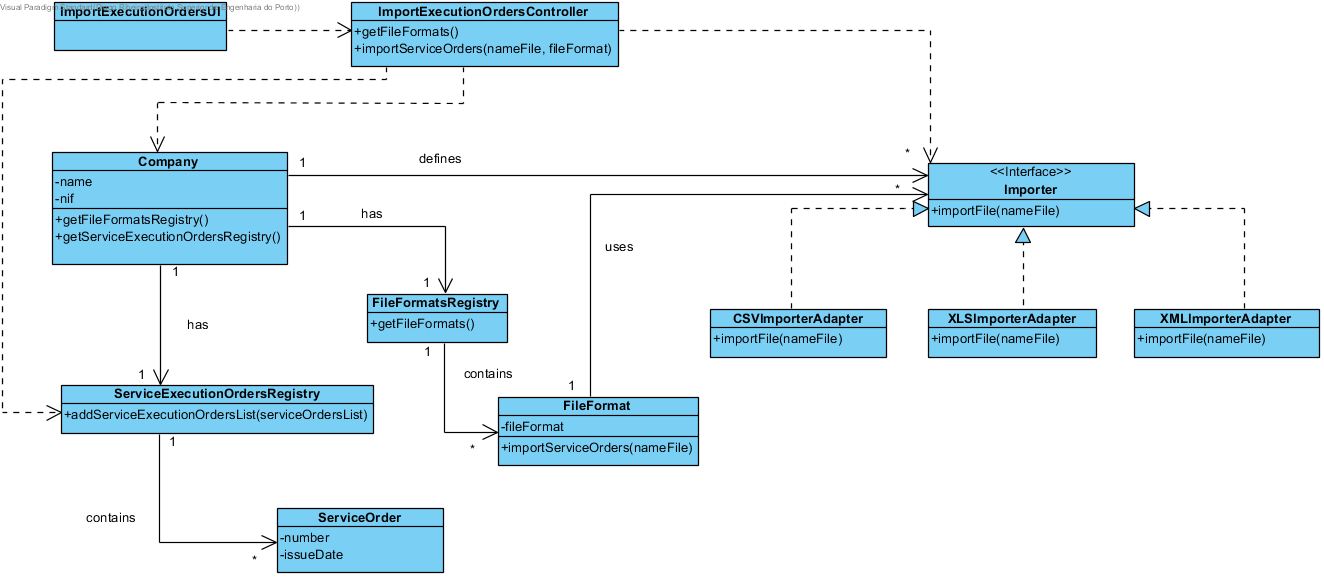 Visual Paradigm
Engenharia do Porto))
ImportExecutionOrdersUI
ImportExecutionOrdersController
+getFileFormats()
+importServiceOrders(nameFile, fileFormat)
Company
-name
-nif
+getFileFormatsRegistry()
+getServiceExecutionOrdersRegistry()
1
defines
*
<<Interface>>
Importer
+importFile(nameFile)
1
has
1
*
uses
1
1
has
1
FileFormatsRegistry
+getFileFormats()
1
contains
*
CSVImporterAdapter
+importFile(nameFile)
XLSImporterAdapter
+importFile(nameFile)
XMLImporterAdapter
+importFile(nameFile)
ServiceExecutionOrdersRegistry
+addServiceExecutionOrdersList(serviceOrdersList)
FileFormat
-fileFormat
+importServiceOrders(nameFile)
1
contains
*
ServiceOrder
-number
-issueDate